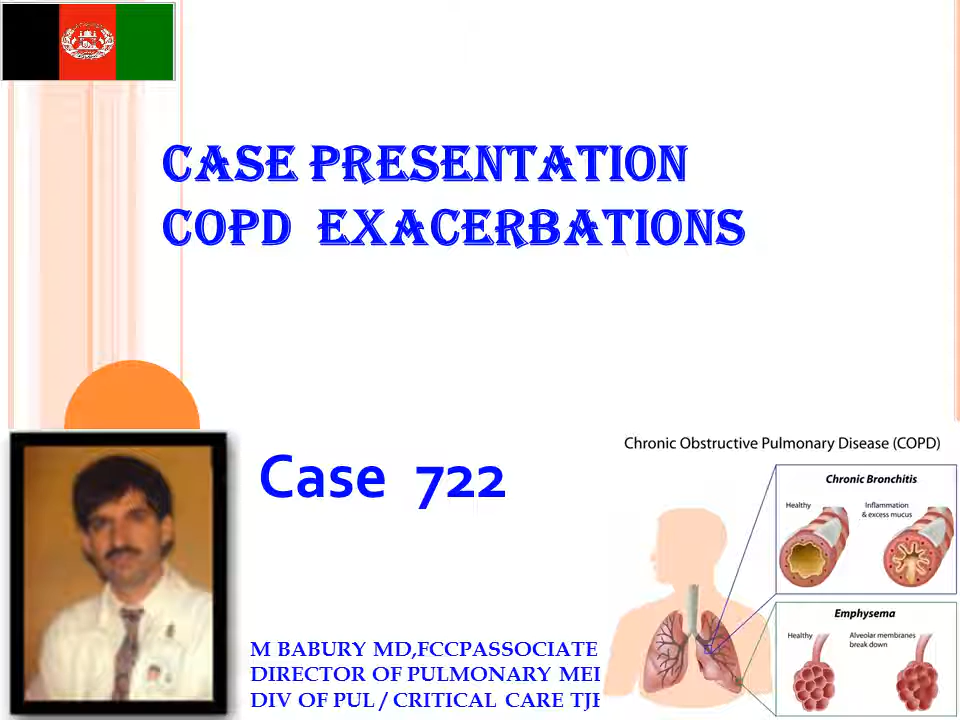 CASE PRESENTATION
COPD EXACERBATIONS
Case 722
M BABURY MD,FCCPASSOCIATE
DIRECTOR OF PULMONARY
DIV OF PUL / CRITICAL CARE
Chronic Obstructive Pulmonary Disease (COPD)
Chronic Bronchitis
Healthy
Inflammation
& excess mucus
Emphysema
Healthy
Alveolar membranes
break down